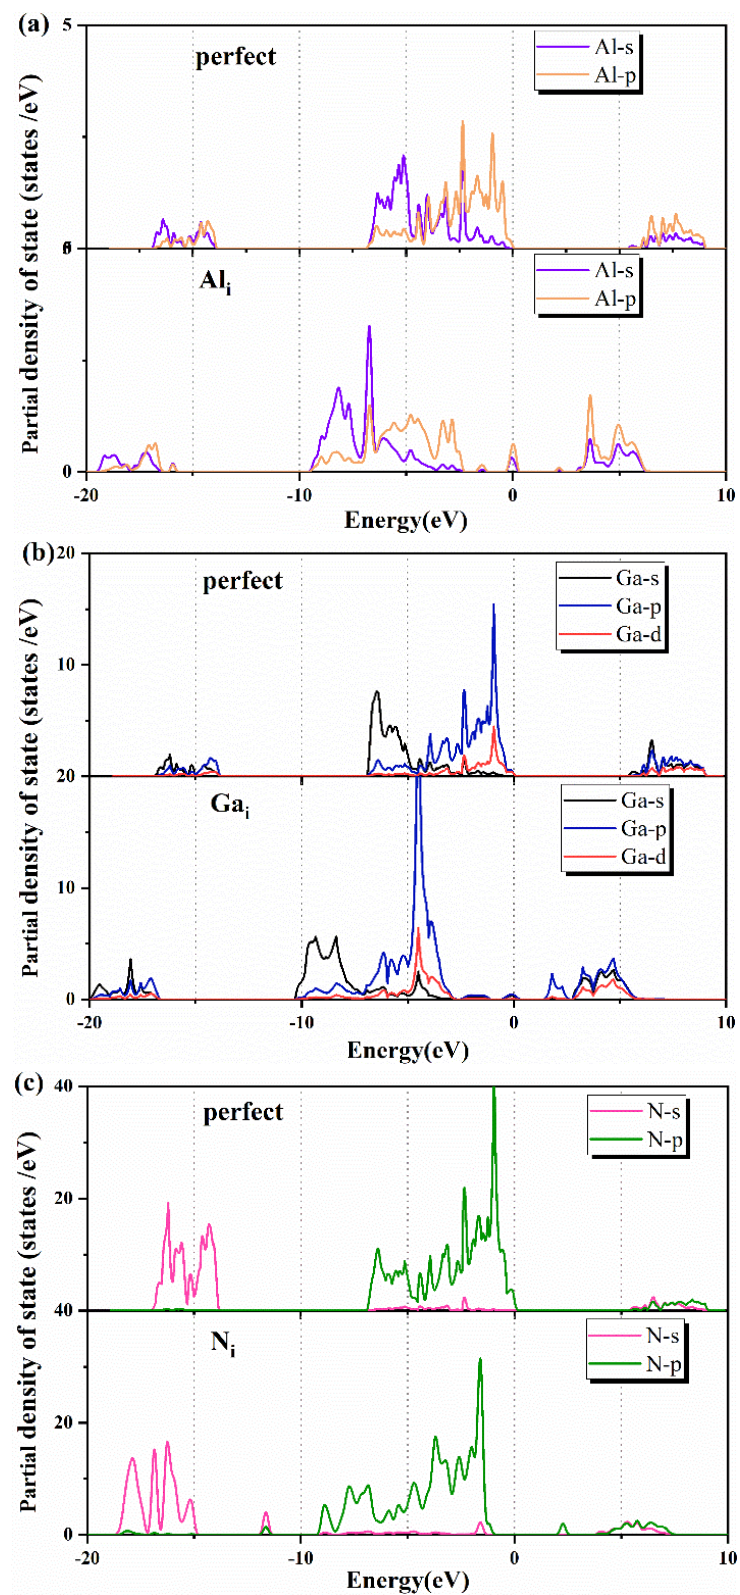 (a)
5
perfect
Al-s
Al-p
Partial density of state (states /eV)
Al-s
Al-p
Al_i
0
-20
-10
0
10
Energy(eV)
(b)
20
perfect
Ga-s
Ga-p
Ga-d
10
Partial density of state (states /eV)
20
Ga_i
Ga-s
Ga-p
Ga-d
10
0
-20
-10
0
10
Energy(eV)
(c)
40
perfect
N-s
N-p
20
Partial density of state (states /eV)
40
N_i
N-s
N-p
20
0
-20
-10
0
10
Energy(eV)